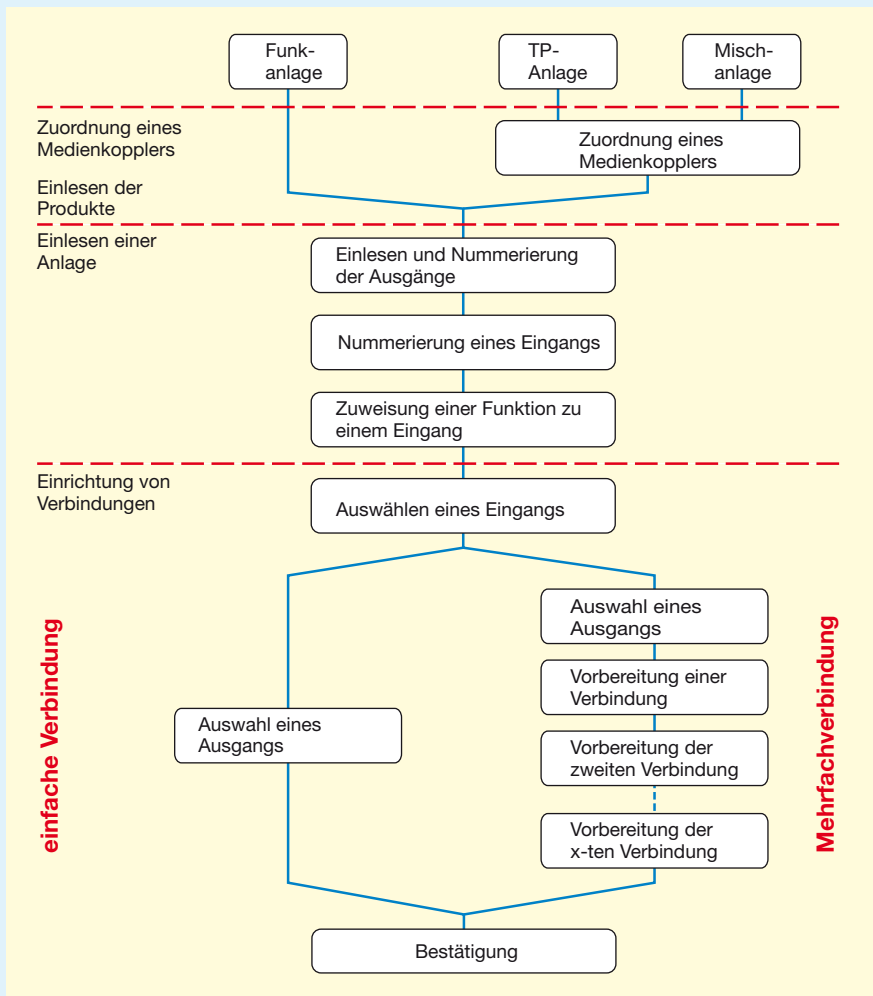 Funk-
anlage
TP-
Anlage
Misch-
anlage
Zuordnung eines
Medienkopplers
Zuordnung eines
Medienkopplers
Einlesen der
Produkte
Einlesen einer
Anlage
Einlesen und Nummerierung
der Ausgänge
Nummerierung eines Eingangs
Zuweisung einer Funktion zu
einem Eingang
Einrichtung von
Verbindungen
Auswählen eines Eingangs
einfache Verbindung
Auswahl eines
Ausgangs
Auswahl eines
Ausgangs
Vorbereitung einer
Verbindung
Vorbereitung der
zweiten Verbindung
Vorbereitung der
x-ten Verbindung
Mehrfachverbindung
Bestätigung